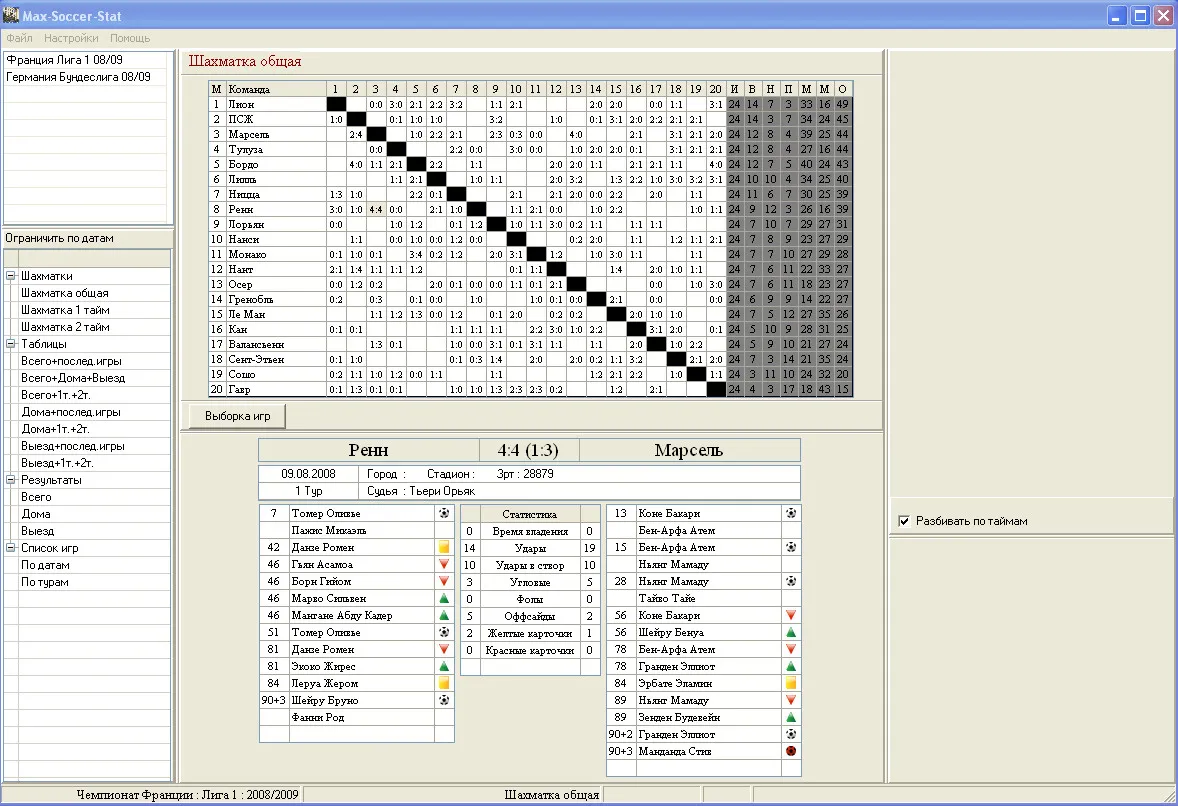 Max-Soccer-Stat
Файл Настройки Помощь
Франция Лига 1 08/09
Германия Бундеслига 08/09
Ограничить по датам
Шахматки
Шахматка общая
Шахматка 1 тайм
Шахматка 2 тайм
Таблицы
Всего+послед.игры
Всего+Дома+Выезд
Всего+1т.+2т.
Дома+послед.игры
Дома+1т.+2т.
Выезд+послед.игры
Выезд+1т.+2т.
Результаты
Всего
Дома
Выезд
Список игр
По датам
По турам
Шахматка общая
М Команда 1 2 3 4 5 6 7 8 9 10 11 12 13 14 15 16 17 18 19 20 И В Н П М М О
1 Лион 0:0 3:0 2:1 2:2 3:2 1:1 2:1 2:0 2:0 0:0 1:1 3:1 24 14 7 3 33 16 49
2 ПСЖ 1:0 0:1 1:0 1:0 3:2 1:0 0:1 3:1 2:0 2:2 2:1 2:1 24 14 3 7 34 24 45
3 Марсель 2:4 1:0 2:2 2:1 2:3 0:3 0:0 4:0 2:1 3:1 2:1 2:0 24 12 8 4 39 25 44
4 Тулуза 0:0 2:2 0:0 3:0 0:0 1:0 2:0 2:0 0:1 3:1 2:1 2:1 24 12 8 4 27 16 44
5 Бордо 4:0 1:1 2:1 2:2 1:1 2:0 2:0 1:1 2:1 2:1 1:1 4:0 24 12 7 5 40 24 43
6 Лилль 1:1 2:1 1:0 1:1 2:0 3:2 1:3 2:2 1:0 3:0 3:2 3:1 24 10 10 4 34 25 40
7 Ницца 1:3 1:0 2:2 0:1 2:1 2:1 2:0 0:0 2:2 2:0 1:1 24 11 6 7 30 25 39
8 Ренн 3:0 1:0 4:4 0:0 2:1 1:0 1:1 2:1 0:0 1:0 2:2 1:0 1:1 24 9 12 3 26 16 39
9 Лорьян 0:0 1:0 1:2 0:1 1:2 1:0 1:1 3:0 0:2 1:1 1:1 1:1 24 7 10 7 29 27 31
10 Нанси 1:1 0:0 1:0 0:0 1:2 0:0 0:2 2:0 1:1 1:2 1:1 2:1 24 7 8 9 23 27 29
11 Монако 0:1 1:0 0:1 3:4 0:2 1:2 2:0 3:1 1:2 1:0 3:0 1:1 1:1 24 7 7 10 27 29 28
12 Нант 2:1 1:4 1:1 1:1 1:2 0:1 1:1 1:4 2:0 1:0 1:1 24 7 6 11 22 33 27
13 Осер 1:2 0:2 2:0 0:1 0:0 0:0 1:1 0:1 2:1 0:0 1:0 3:0 24 7 6 11 18 23 27
14 Гренобль 0:2 0:3 0:1 0:0 1:0 1:0 0:1 0:0 2:1 0:0 0:0 24 6 9 9 14 22 27
15 Ле Ман 1:1 1:2 1:3 0:0 1:2 0:1 2:0 0:2 0:0 2:0 1:0 1:0 24 7 5 12 27 35 26
16 Кан 0:1 0:1 1:1 1:1 1:1 2:2 3:0 1:0 2:2 3:1 2:0 0:1 24 5 10 9 28 31 25
17 Валансьенн 1:3 0:1 1:0 0:0 3:1 0:1 3:1 1:1 1:1 2:0 1:0 2:2 24 5 9 10 21 27 24
18 Сент-Этьен 0:1 1:0 0:1 0:3 1:4 2:0 2:0 0:2 1:1 3:2 2:1 2:0 24 7 3 14 21 35 24
19 Сошо 0:2 1:1 1:0 1:2 0:0 1:1 1:1 1:2 2:1 2:2 1:0 1:1 24 3 11 10 24 32 20
20 Гавр 0:1 1:3 0:1 0:1 1:0 1:0 1:3 2:3 2:3 0:2 1:2 2:1 24 4 3 17 18 43 15
Выборка игр
Ренн 4:4 (1:3) Марсель
09.08.2008 Город : Стадион : Зрт : 28879
1 Тур Судья : Тьери Орьяк
7 Томер Оливье
Пажис Микаэль
42 Данзе Ромен
46 Гьян Асамоа
46 Борн Гийом
46 Марво Сильвен
46 Мангане Абду Кадер
51 Томер Оливье
81 Данзе Ромен
81 Экоко Жирес
84 Леруа Жером
90+3 Шейру Бруно
Фанни Род
Статистика
0 Время владения 0
14 Удары 19
10 Удары в створ 10
3 Угловые 5
0 Фолы 0
5 Оффсайды 2
2 Желтые карточки 1
0 Красные карточки 0
13 Коне Бакари
Бен-Арфа Атем
15 Бен-Арфа Атем
Ньянг Мамаду
28 Ньянг Мамаду
Тайво Тайе
56 Коне Бакари
56 Шейру Бенуа
78 Бен-Арфа Атем
78 Гранден Эллиот
84 Эрбате Эламин
89 Ньянг Мамаду
89 Зенден Будевейн
90+2 Гранден Эллиот
90+3 Манданда Стив
Разбивать по таймам
Чемпионат Франции : Лига 1 : 2008/2009 Шахматка общая